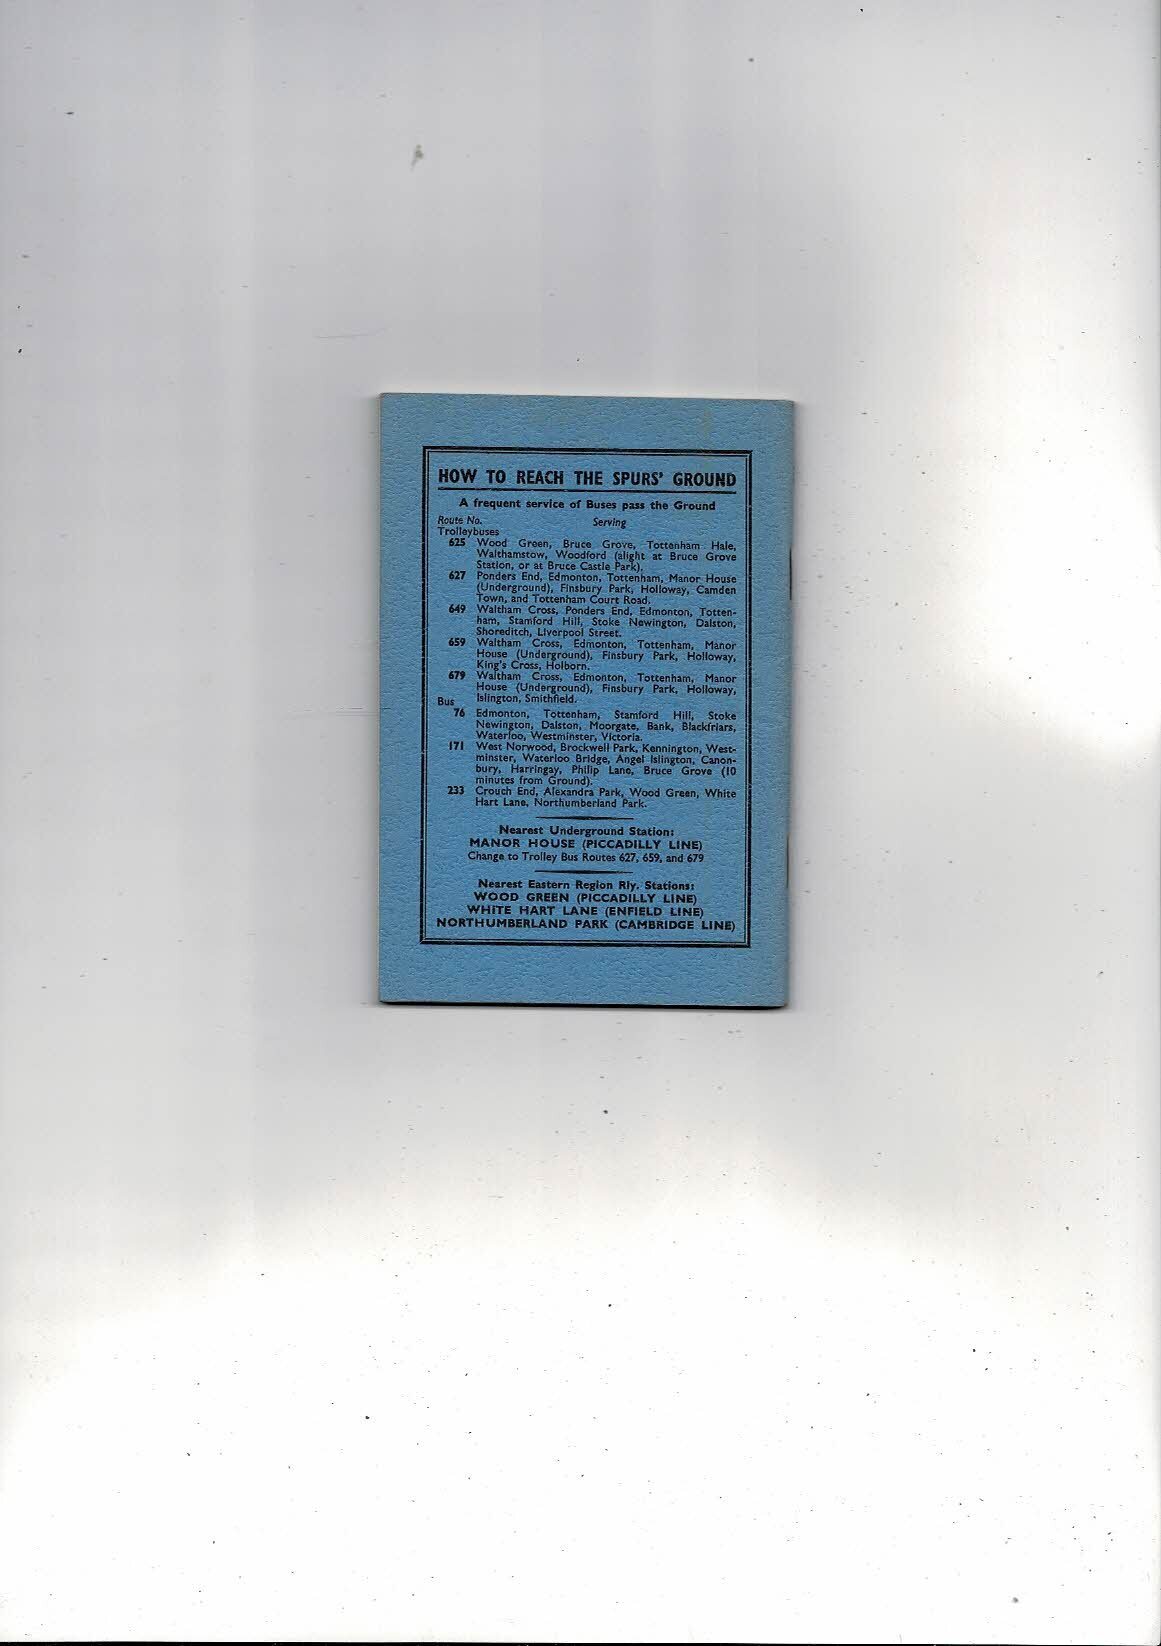 HOW TO REACH THE SPURS' GROUND
A frequent service of Buses pass the Ground
Route No. Serving
Trolleybuses
625 Wood Green, Bruce Grove, Tottenham Hale,
Walthamstow, Woodford (alight at Bruce Grove
Station, or at Bruce Castle Park).
627 Ponders End, Edmonton, Tottenham, Manor House
(Underground), Finsbury Park, Holloway, Camden
Town, and Tottenham Court Road.
649 Waltham Cross, Ponders End, Edmonton, Totten-
ham, Stamford Hill, Stoke Newington, Dalston,
Shoreditch, Liverpool Street.
659 Waltham Cross, Edmonton, Tottenham, Manor
House (Underground), Finsbury Park, Holloway,
King's Cross, Holborn.
679 Waltham Cross, Edmonton, Tottenham, Manor
House (Underground), Finsbury Park, Holloway,
Islington, Smithfield.
Bus
76 Edmonton, Tottenham, Stamford Hill, Stoke
Newington, Dalston, Moorgate, Bank, Blackfriars,
Waterloo, Westminster, Victoria.
171 West Norwood, Brockwell Park, Kennington, West-
minster, Waterloo Bridge, Angel Islington, Canon-
bury, Harringay, Philip Lane, Bruce Grove (10
minutes from Ground).
233 Crouch End, Alexandra Park, Wood Green, White
Hart Lane, Northumberland Park.
Nearest Underground Station:
MANOR HOUSE (PICCADILLY LINE)
Change to Trolley Bus Routes 627, 659, and 679
Nearest Eastern Region Rly. Stations:
WOOD GREEN (PICCADILLY LINE)
WHITE HART LANE (ENFIELD LINE)
NORTHUMBERLAND PARK (CAMBRIDGE LINE)